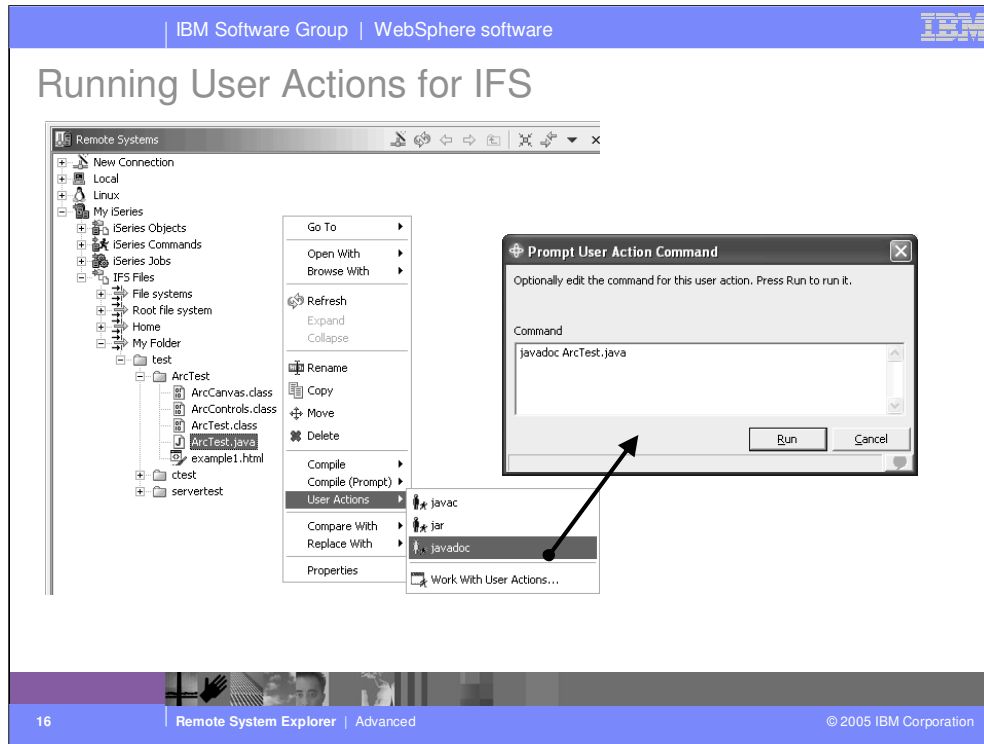 IBM Software Group | WebSphere software
IBM
Running User Actions for IFS
Remote Systems
New Connection
Local
Linux
My iSeries
iSeries Objects
iSeries Commands
iSeries Jobs
IFS Files
File systems
Root file system
Home
My Folder
test
ArcTest
ArcCanvas.class
ArcControls.class
ArcTest.class
ArcTest.java
example1.html
ctest
servertest
Go To
Open With
Browse With
Refresh
Expand
Collapse
Rename
Copy
Move
Delete
Compile
Compile (Prompt)
User Actions
Compare With
Replace With
Properties
javac
jar
javadoc
Work With User Actions...
Prompt User Action Command
Optionally edit the command for this user action. Press Run to run it.
Command
javadoc ArcTest.java
Run
Cancel
16
Remote System Explorer | Advanced
© 2005 IBM Corporation